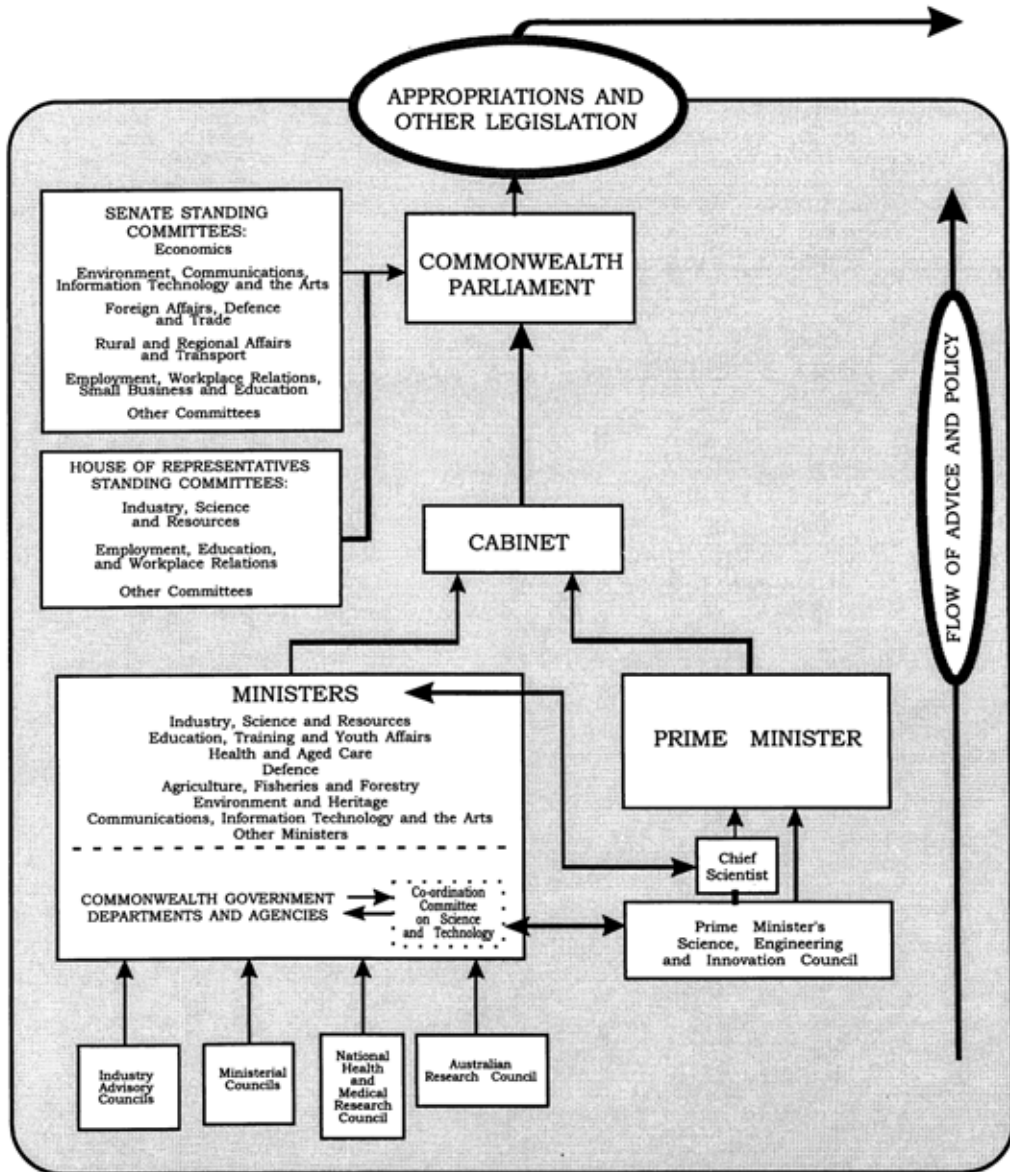 APPROPRIATIONS AND
OTHER LEGISLATION
SENATE STANDING
COMMITTEES:
Economics
Environment, Communications,
Information Technology and the Arts
Foreign Affairs, Defence
and Trade
Rural and Regional Affairs
and Transport
Employment, Workplace Relations,
Small Business and Education
Other Committees
COMMONWEALTH
PARLIAMENT
HOUSE OF REPRESENTATIVES
STANDING COMMITTEES:
Industry, Science
and Resources
Employment, Education,
and Workplace Relations
Other Committees
CABINET
FLOW OF ADVICE AND POLICY
MINISTERS
Industry, Science and Resources
Education, Training and Youth Affairs
Health and Aged Care
Defence
Agriculture, Fisheries and Forestry
Environment and Heritage
Communications, Information Technology and the Arts
Other Ministers
COMMONWEALTH GOVERNMENT
DEPARTMENTS AND AGENCIES
Co-ordination
Committee
on Science
and Technology
PRIME MINISTER
Chief
Scientist
Prime Minister's
Science, Engineering
and Innovation Council
Industry
Advisory
Councils
Ministerial
Councils
National
Health
and
Medical
Research
Council
Australian
Research Council